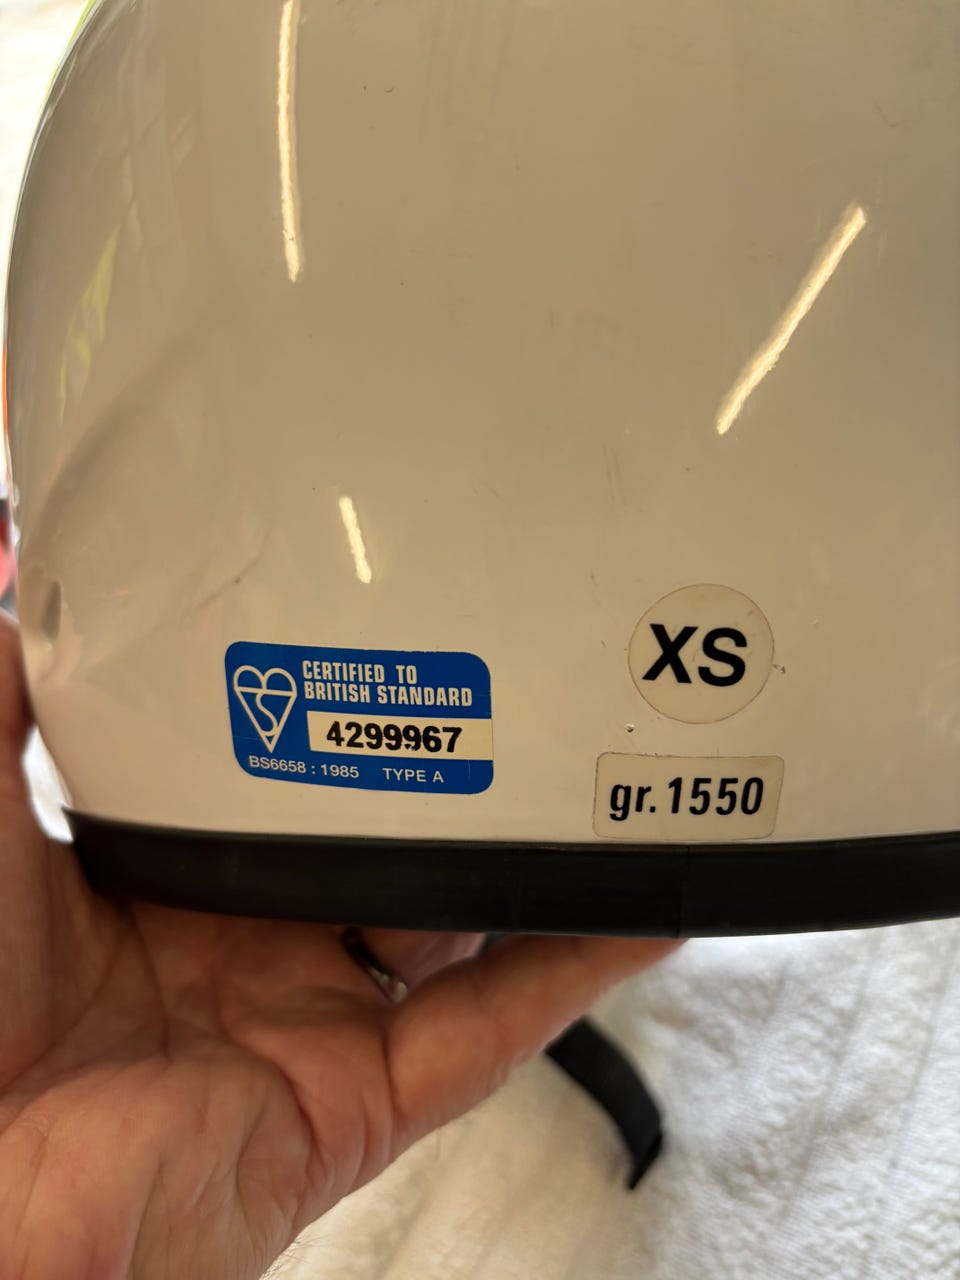 CERTIFIED TO
BRITISH STANDARD
4299967
BS6658 : 1985 TYPE A
XS
gr. 1550